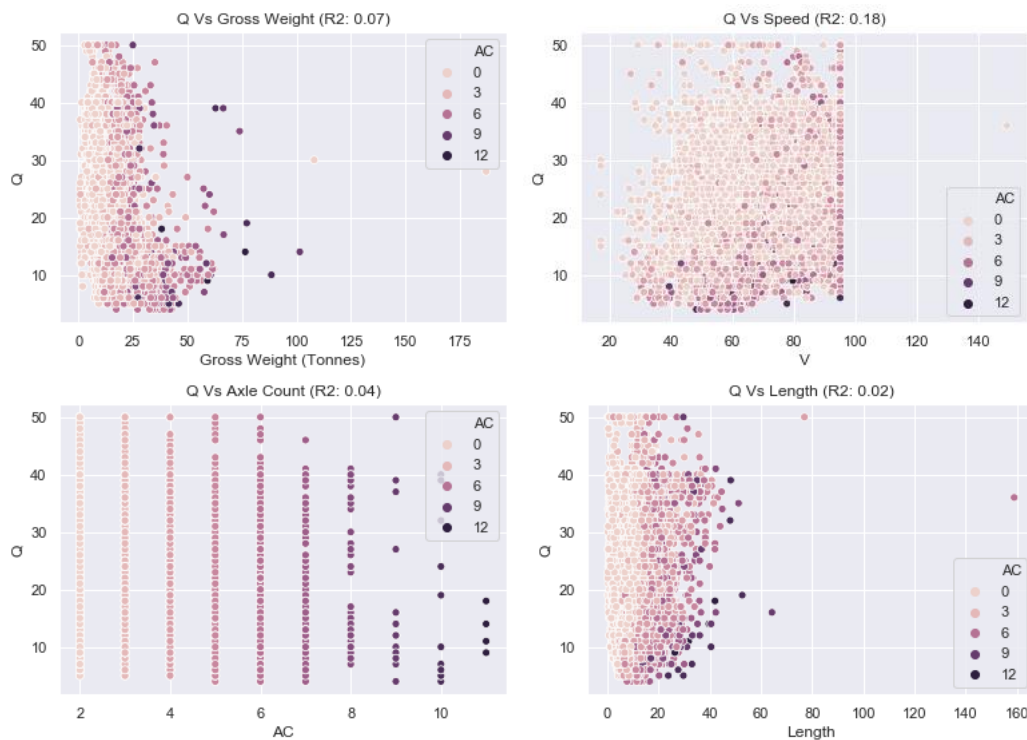 Q Vs Gross Weight (R2: 0.07)
50
40
30
20
10
Q
AC
0
3
6
9
12
0 25 50 75 100 125 150 175
Gross Weight (Tonnes)
Q Vs Speed (R2: 0.18)
50
40
30
20
10
Q
AC
0
3
6
9
12
20 40 60 80 100 120 140
V
Q Vs Axle Count (R2: 0.04)
50
40
30
20
10
Q
AC
0
3
6
9
12
2 4 6 8 10
AC
Q Vs Length (R2: 0.02)
50
40
30
20
10
Q
AC
0
3
6
9
12
0 20 40 60 80 100 120 140 160
Length